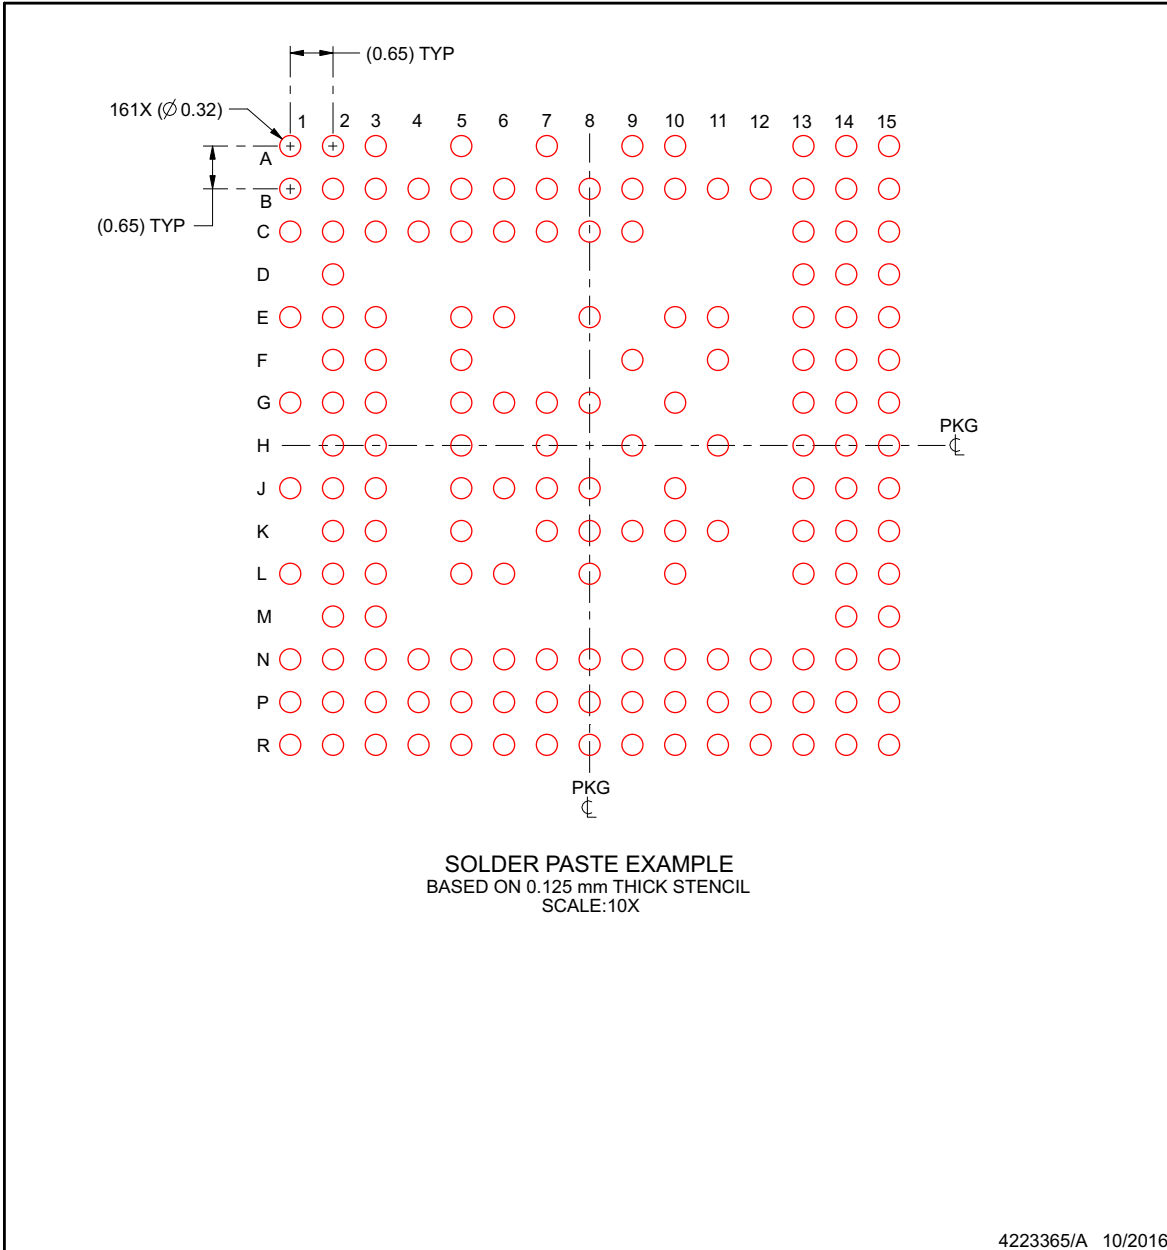 (0.65) TYP
161X (∅ 0.32)
1 2 3 4 5 6 7 8 9 10 11 12 13 14 15
A
B
(0.65) TYP
C
D
E
F
G
H
PKG
℄
J
K
L
M
N
P
R
PKG
℄
SOLDER PASTE EXAMPLE
BASED ON 0.125 mm THICK STENCIL
SCALE:10X
4223365/A 10/2016